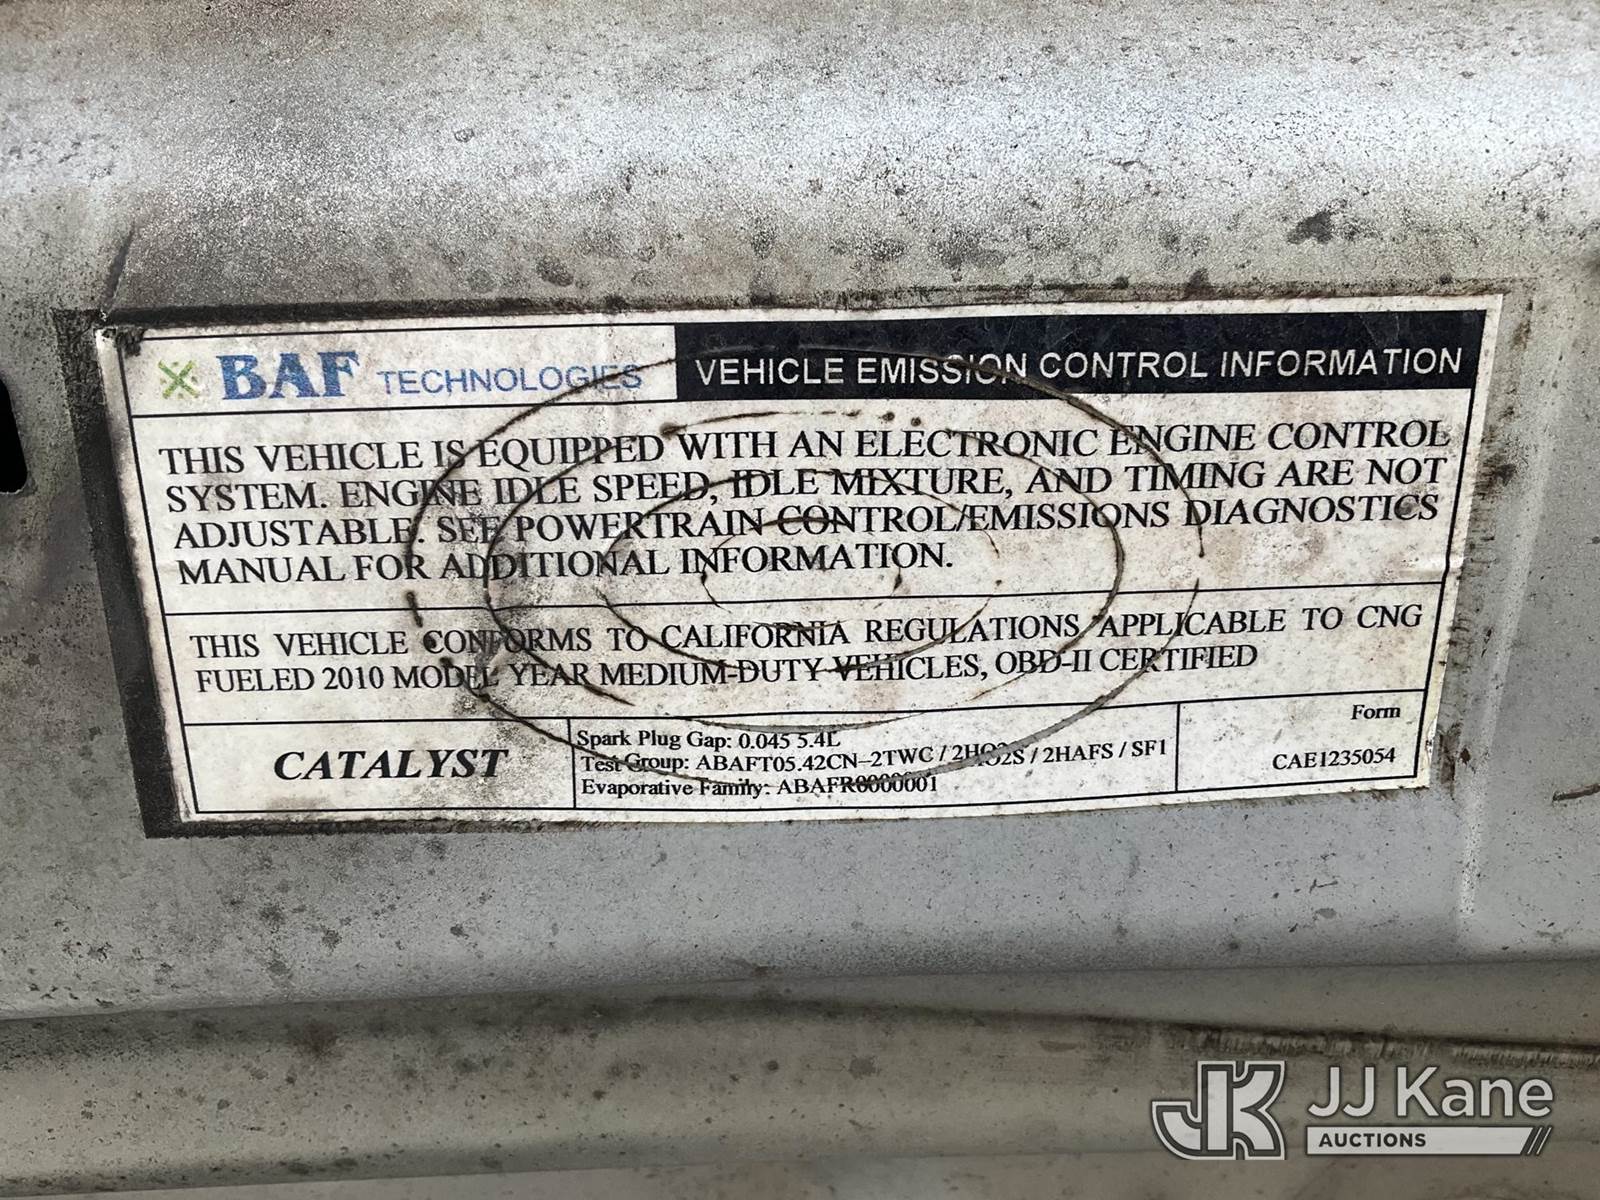 BAF TECHNOLOGIES
VEHICLE EMISSION CONTROL INFORMATION
THIS VEHICLE IS EQUIPPED WITH AN ELECTRONIC ENGINE CONTROL
SYSTEM. ENGINE IDLE SPEED, IDLE MIXTURE, AND TIMING ARE NOT
ADJUSTABLE. SEE POWERTRAIN CONTROL/EMISSIONS DIAGNOSTICS
MANUAL FOR ADDITIONAL INFORMATION.
THIS VEHICLE CONFORMS TO CALIFORNIA REGULATIONS APPLICABLE TO CNG
FUELED 2010 MODEL YEAR MEDIUM-DUTY VEHICLES, OBD-II CERTIFIED
CATALYST
Spark Plug Gap: 0.045 5.4L
Test Group: ABAFT05.42CN-2TWC / 2HO2S / 2HAFS / SF1
Evaporative Family: ABAFR0000001
Form
CAE1235054
JK JJ Kane
AUCTIONS